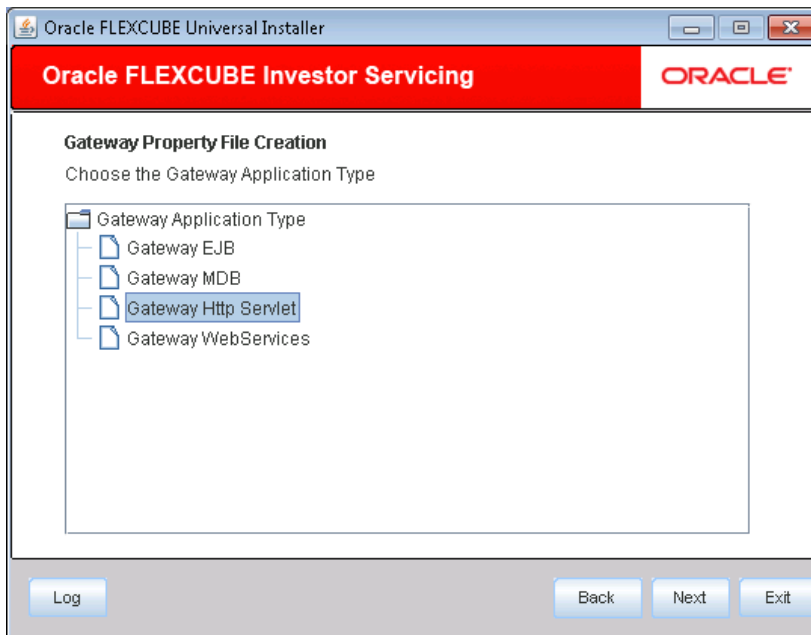 Oracle FLEXCUBE Universal Installer
Oracle FLEXCUBE Investor Servicing
ORACLE
Gateway Property File Creation
Choose the Gateway Application Type
Gateway Application Type
Gateway EJB
Gateway MDB
Gateway Http Servlet
Gateway WebServices
Log Back Next Exit